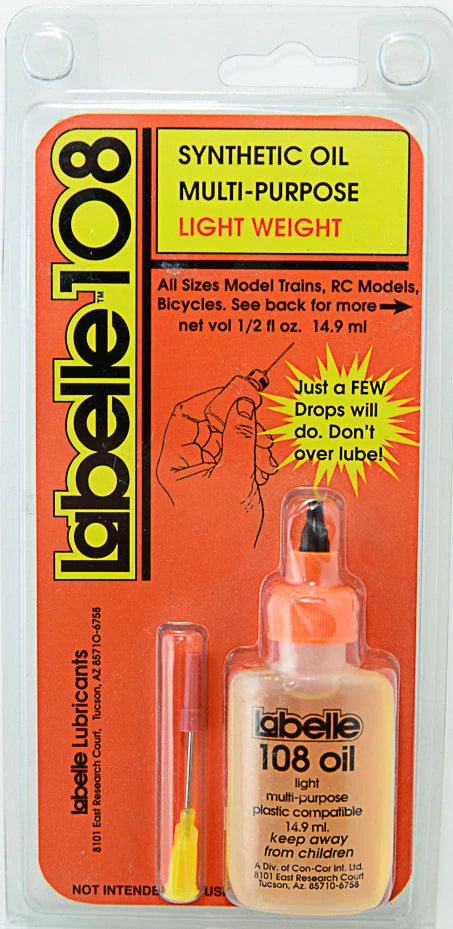 labelle™108
SYNTHETIC OIL
MULTI-PURPOSE
LIGHT WEIGHT
All Sizes Model Trains, RC Models,
Bicycles. See back for more
net vol 1/2 fl oz. 14.9 ml
Just a FEW
Drops will
do. Don't
over lube!
labelle Lubricants
8101 East Research Court, Tucson, AZ 85710-6758
labelle
108 oil
light
multi-purpose
plastic compatible
14.9 ml.
keep away
from children
A Div. of Con-Cor Int. Ltd.
8101 East Research Court
Tucson, Az. 85710-6758
NOT